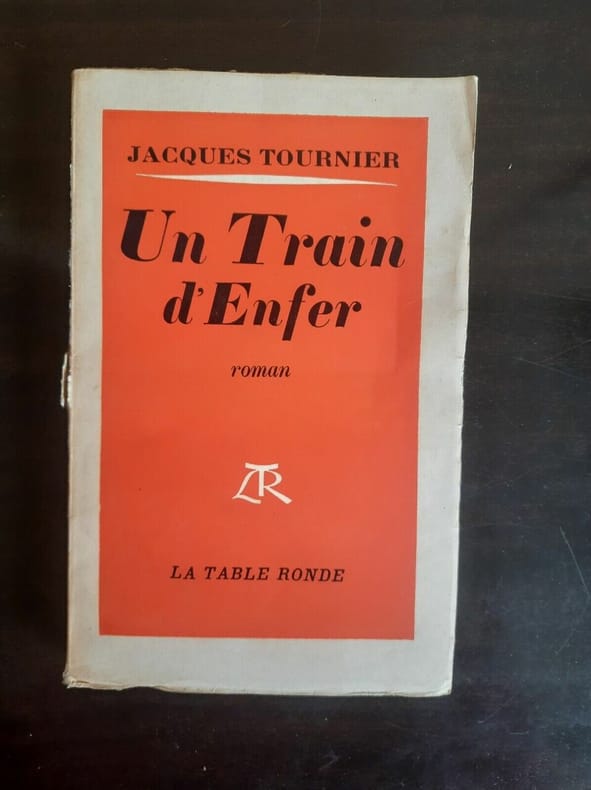 JACQUES TOURNIER
Un Train
d'Enfer
roman
LTR
LA TABLE RONDE